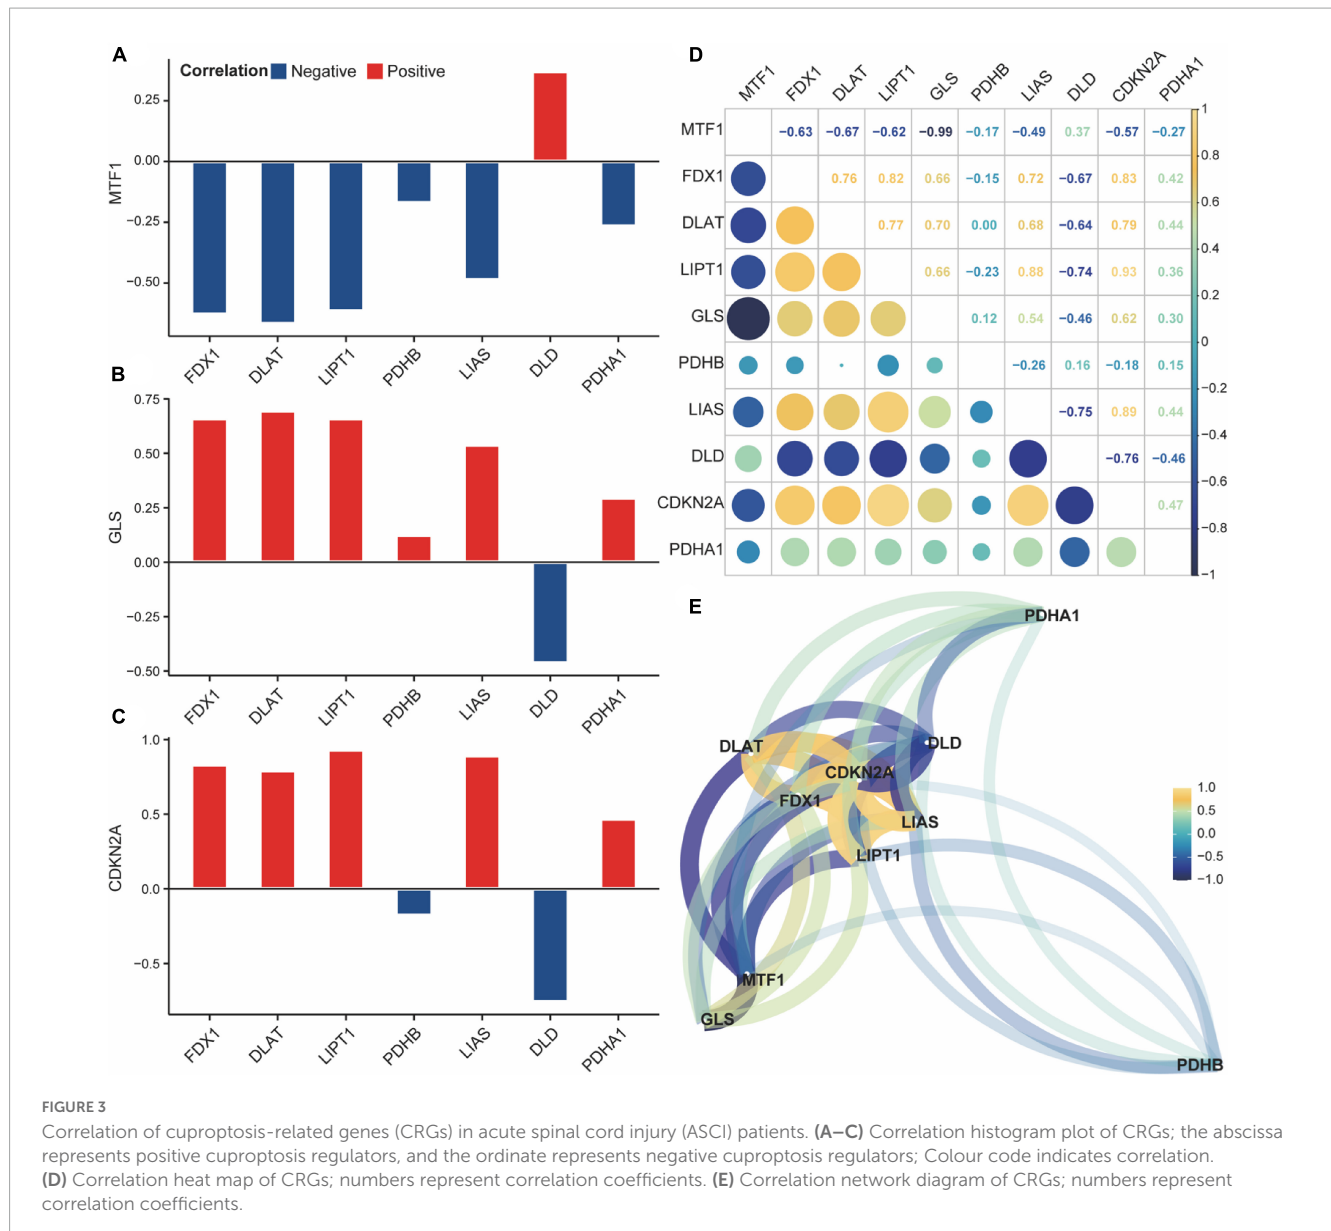 A
Correlation Negative Positive
MTF1
0.25
0.00
−0.25
−0.50
FDX1 DLAT LIPT1 PDHB LIAS DLD PDHA1
B
GLS
0.75
0.50
0.25
0.00
−0.25
−0.50
FDX1 DLAT LIPT1 PDHB LIAS DLD PDHA1
C
CDKN2A
1.0
0.5
0.0
−0.5
FDX1 DLAT LIPT1 PDHB LIAS DLD PDHA1
D
MTF1 FDX1 DLAT LIPT1 GLS PDHB LIAS DLD CDKN2A PDHA1
MTF1 −0.63 −0.67 −0.62 −0.99 −0.17 −0.49 0.37 −0.57 −0.27
FDX1 0.76 0.82 0.66 −0.15 0.72 −0.67 0.83 0.42
DLAT 0.77 0.70 0.00 0.68 −0.64 0.79 0.44
LIPT1 0.66 −0.23 0.88 −0.74 0.93 0.36
GLS 0.12 0.54 −0.46 0.62 0.30
PDHB −0.26 0.16 −0.18 0.15
LIAS −0.75 0.89 0.44
DLD −0.76 −0.46
CDKN2A 0.47
PDHA1
1
0.8
0.6
0.4
0.2
0
−0.2
−0.4
−0.6
−0.8
−1
E
PDHA1
DLAT
DLD
CDKN2A
FDX1
LIAS
LIPT1
MTF1
GLS
PDHB
1.0
0.5
0.0
−0.5
−1.0
FIGURE 3
Correlation of cuproptosis-related genes (CRGs) in acute spinal cord injury (ASCI) patients. (A–C) Correlation histogram plot of CRGs; the abscissa
represents positive cuproptosis regulators, and the ordinate represents negative cuproptosis regulators; Colour code indicates correlation.
(D) Correlation heat map of CRGs; numbers represent correlation coefficients. (E) Correlation network diagram of CRGs; numbers represent
correlation coefficients.